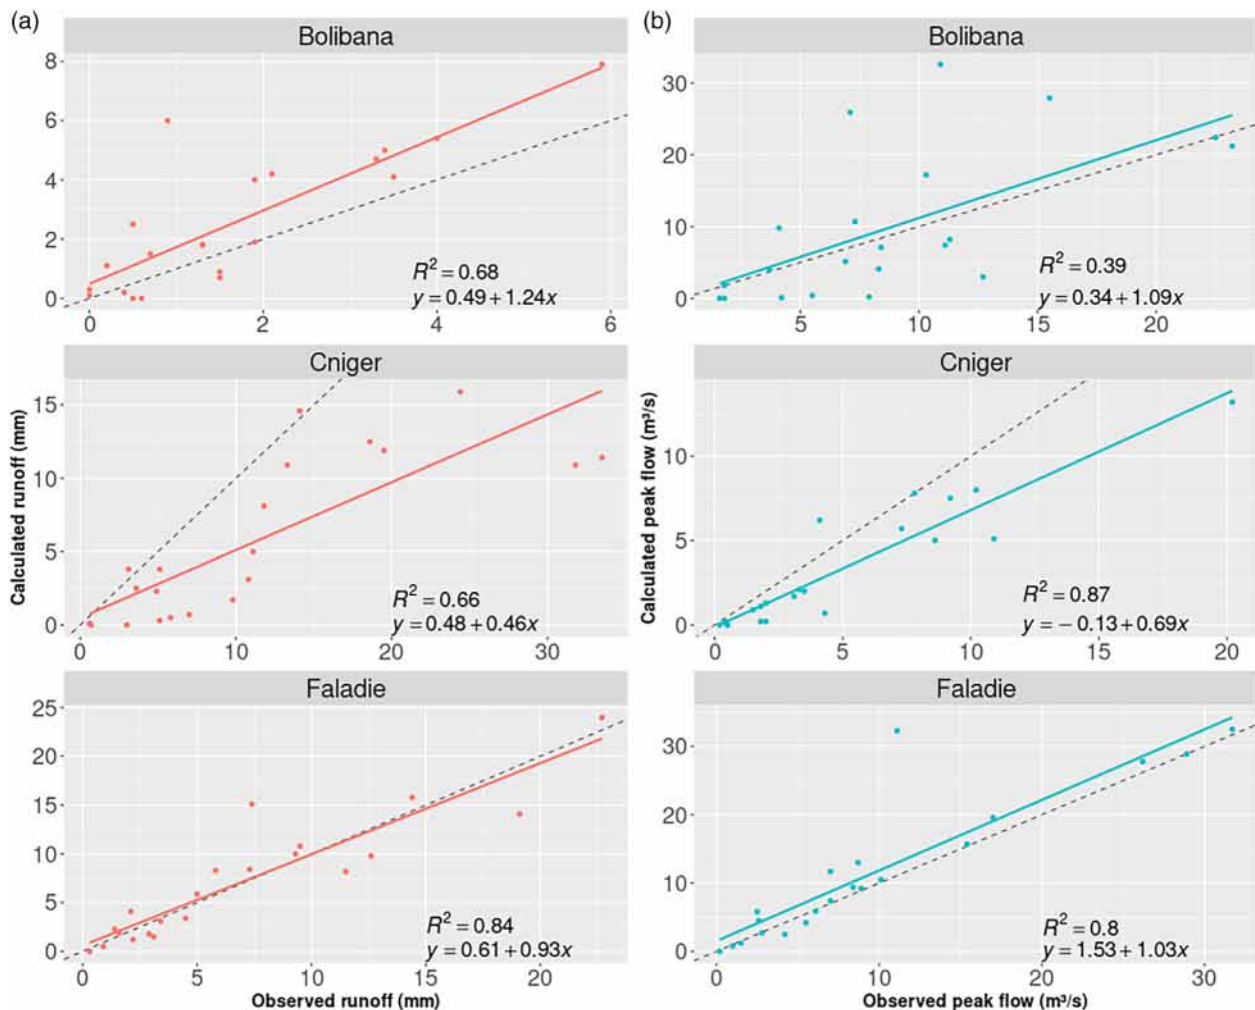 (a)
Bolibana
8
6
4
2
0
0 2 4 6
R² = 0.68
y = 0.49 + 1.24x
Cniger
15
10
5
0
0 10 20 30
R² = 0.66
y = 0.48 + 0.46x
Calculated runoff (mm)
Faladie
25
20
15
10
5
0
0 5 10 15 20
R² = 0.84
y = 0.61 + 0.93x
Observed runoff (mm)
(b)
Bolibana
30
20
10
0
5 10 15 20
R² = 0.39
y = 0.34 + 1.09x
Cniger
10
5
0
0 5 10 15 20
R² = 0.87
y = − 0.13 + 0.69x
Calculated peak flow (m³/s)
Faladie
30
20
10
0
0 10 20 30
R² = 0.8
y = 1.53 + 1.03x
Observed peak flow (m³/s)